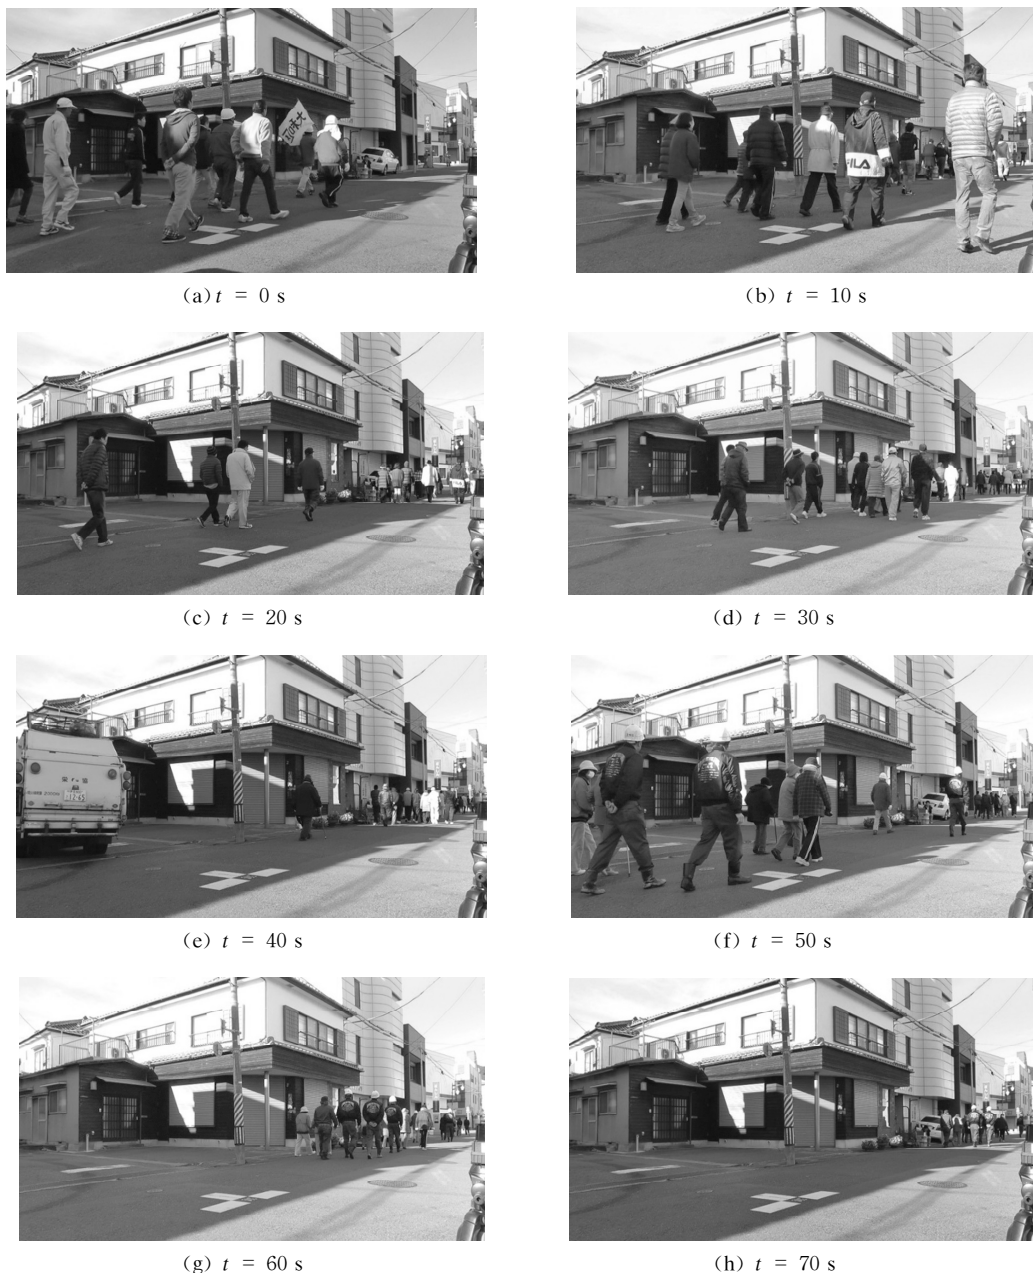 (a) t = 0 s
(b) t = 10 s
FILA
(c) t = 20 s
(d) t = 30 s
(e) t = 40 s
(f) t = 50 s
(g) t = 60 s
(h) t = 70 s